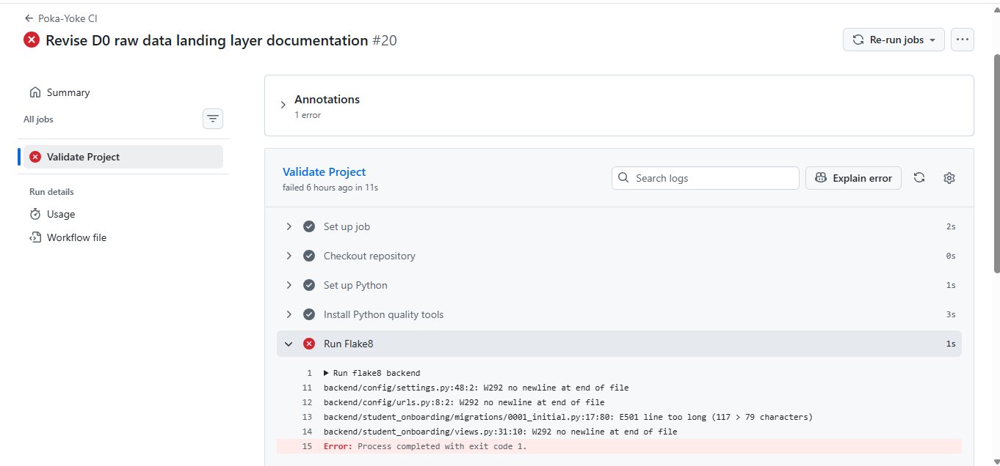 Poka-Yoke CI
Revise D0 raw data landing layer documentation #20
Re-run jobs
Summary
All jobs
Validate Project
Run details
Usage
Workflow file
Annotations
1 error
Validate Project
failed 6 hours ago in 11s
Search logs
Explain error
Set up job 2s
Checkout repository 0s
Set up Python 1s
Install Python quality tools 3s
Run Flake8 1s
1 Run flake8 backend
11 backend/config/settings.py:48:2: W292 no newline at end of file
12 backend/config/urls.py:8:2: W292 no newline at end of file
13 backend/student_onboarding/migrations/0001_initial.py:17:80: E501 line too long (117 > 79 characters)
14 backend/student_onboarding/views.py:31:10: W292 no newline at end of file
15 Error: Process completed with exit code 1.